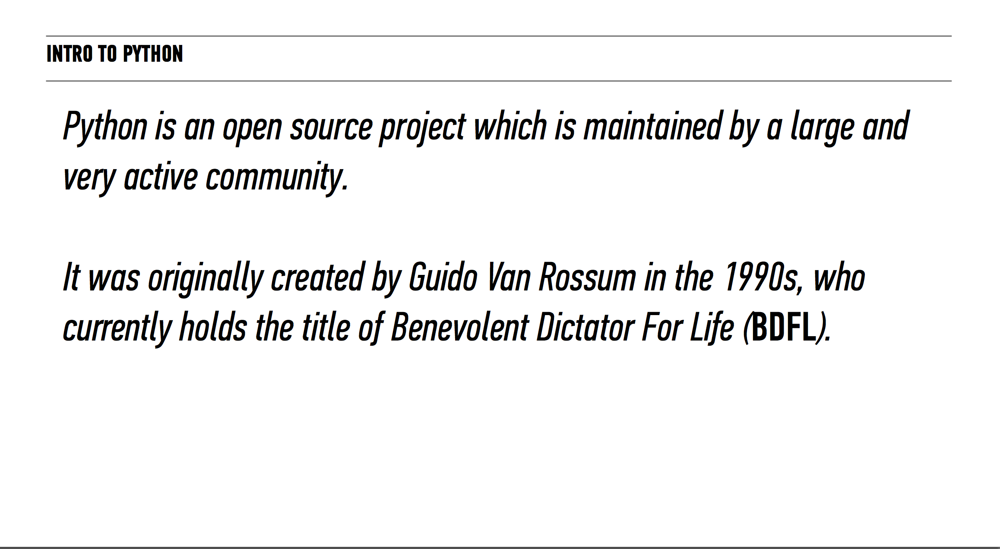 INTRO TO PYTHON
Python is an open source project which is maintained by a large and
very active community.
It was originally created by Guido Van Rossum in the 1990s, who
currently holds the title of Benevolent Dictator For Life (BDFL).